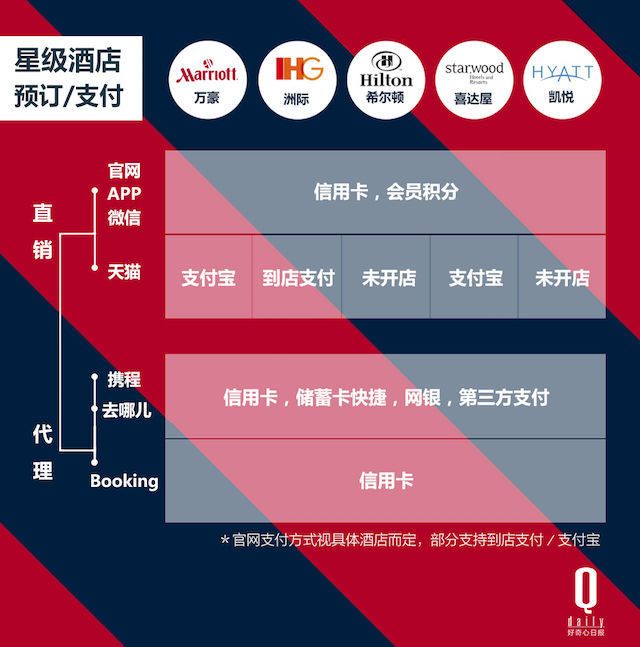 星级酒店
预订/支付
Marriott
万豪
IHG
洲际
Hilton
希尔顿
starwood
Hotels and
Resorts
喜达屋
HYATT
凯悦
直销
官网
APP
微信
信用卡，会员积分
天猫
支付宝
到店支付
未开店
支付宝
未开店
代理
携程
去哪儿
信用卡，储蓄卡快捷，网银，第三方支付
Booking
信用卡
＊官网支付方式视具体酒店而定，部分支持到店支付 / 支付宝
Q
daily
好奇心日报